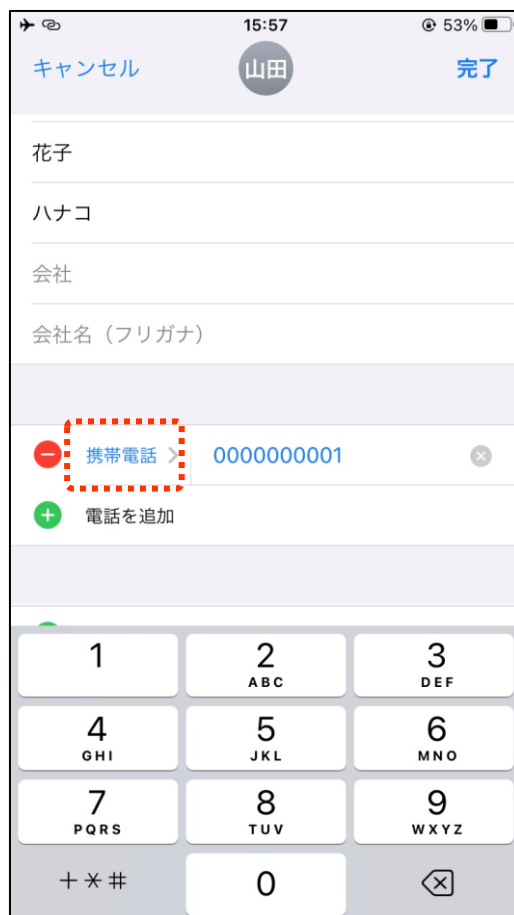 15:57
53%
キャンセル
山田
完了
花子
ハナコ
会社
会社名（フリガナ）
携帯電話
0000000001
電話を追加
1
2
ABC
3
DEF
4
GHI
5
JKL
6
MNO
7
PQRS
8
TUV
9
WXYZ
+*#
0